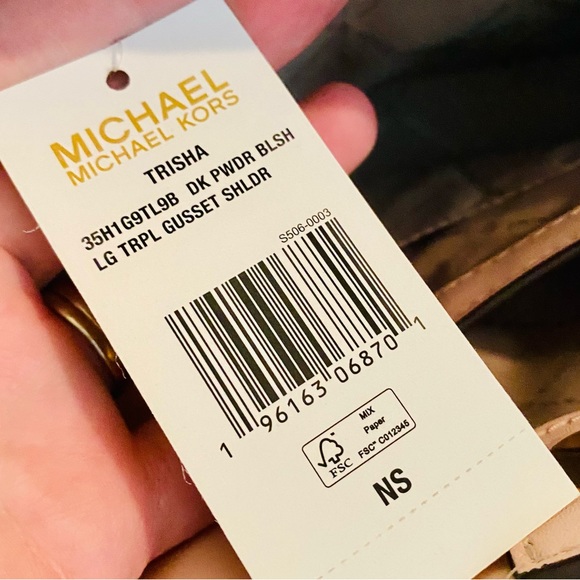 MICHAEL
MICHAEL KORS
TRISHA
35H1G9TL9B DK PWDR BLSH
LG TRPL GUSSET SHLDR
S506-0003
1 96163 06870 1
FSC
MIX
Paper
FSC® C012345
NS